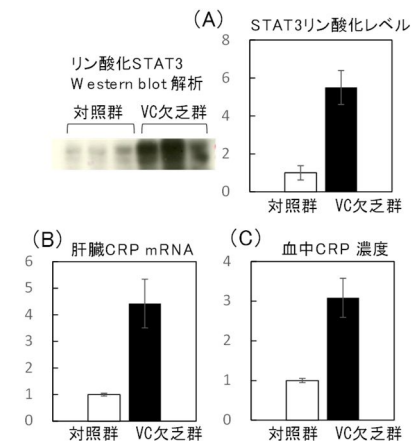 (A)
STAT3リン酸化レベル
リン酸化STAT3
Western blot 解析
対照群 VC欠乏群
8
6
4
2
0
対照群 VC欠乏群
(B)
肝臓CRP mRNA
6
5
4
3
2
1
0
対照群 VC欠乏群
(C)
血中CRP 濃度
4
3
2
1
0
対照群 VC欠乏群